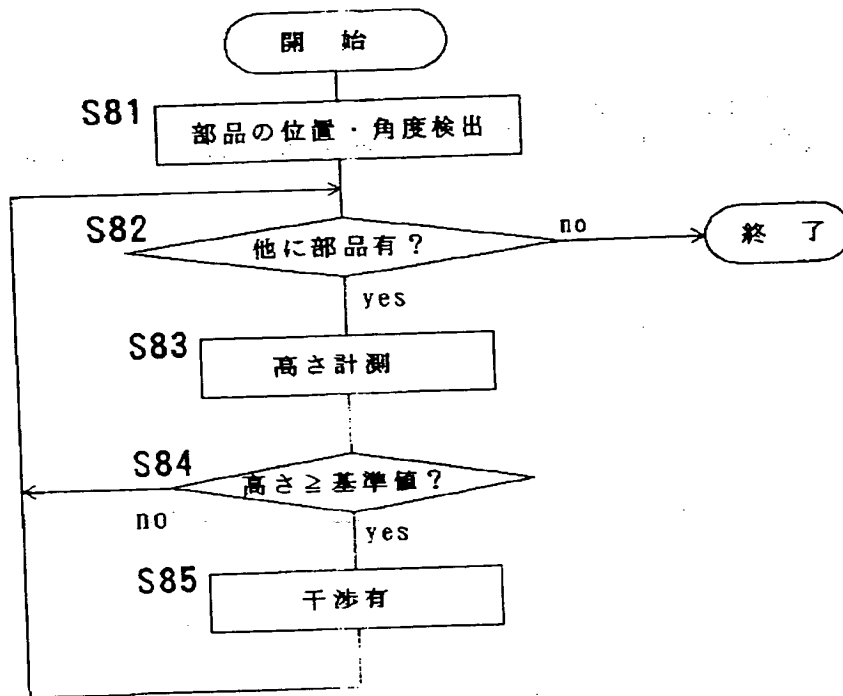 開 始
S81
部品の位置・角度検出
S82
他に部品有?
no
終 了
yes
S83
高さ計測
S84
高さ≧基準値?
no
yes
S85
干渉有